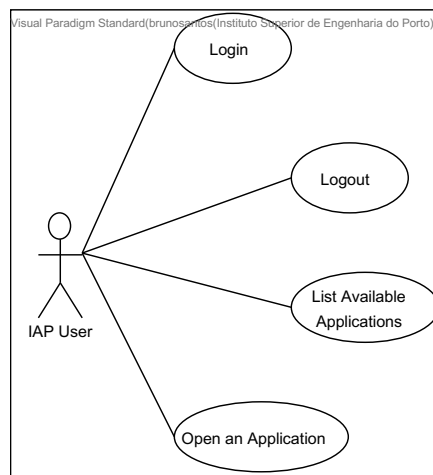 Visual Paradigm Standard(brunosantos(Instituto Superior de Engenharia do Porto)
Login
Logout
List Available
Applications
IAP User
Open an Application